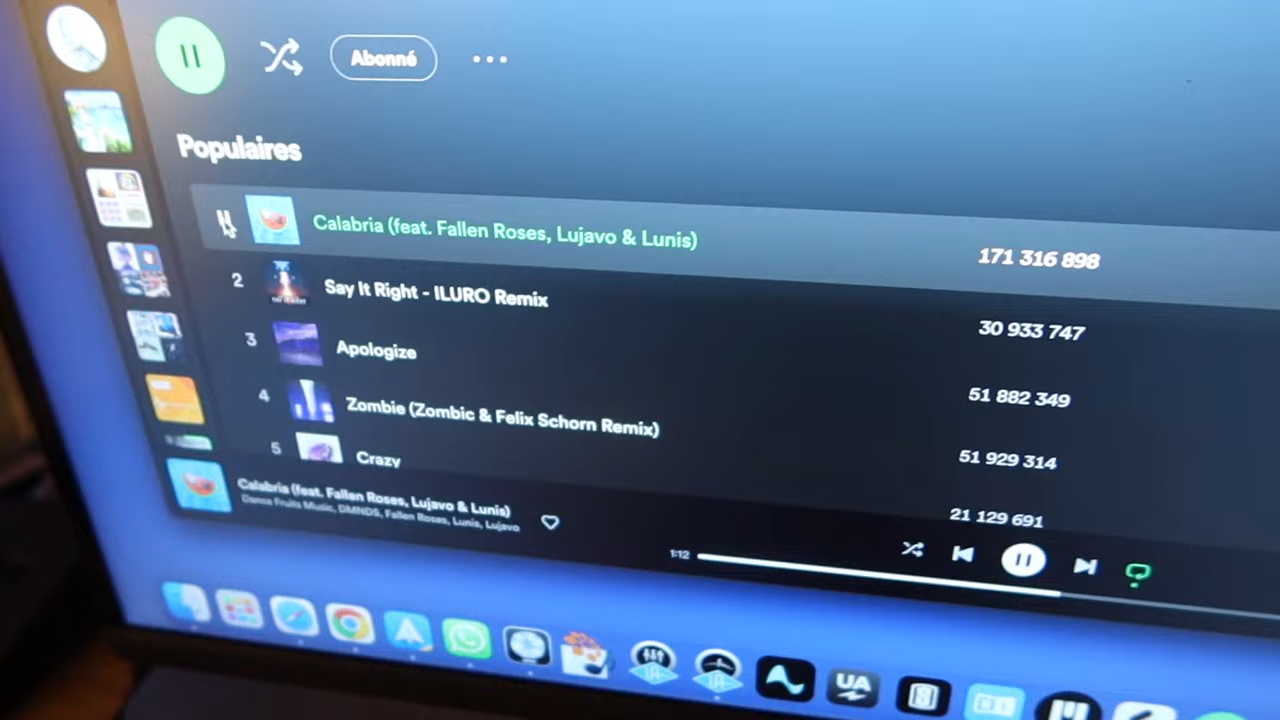 Abonné
Populaires
Calabria (feat. Fallen Roses, Lujavo & Lunis)
171 316 898
2
Say It Right - ILURO Remix
30 933 747
3
Apologize
51 882 349
4
Zombie (Zombic & Felix Schorn Remix)
51 929 314
5
Crazy
21 129 691
Calabria (feat. Fallen Roses, Lujavo & Lunis)
Dance Fruits Music, DMNDS, Fallen Roses, Lunis, Lujavo
1:12
UA